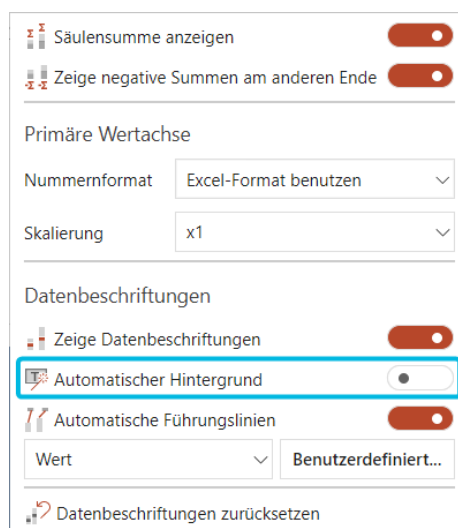 Säulensumme anzeigen
Zeige negative Summen am anderen Ende
Primäre Wertachse
Nummernformat Excel-Format benutzen
Skalierung x1
Datenbeschriftungen
Zeige Datenbeschriftungen
Automatischer Hintergrund
Automatische Führungslinien
Wert Benutzerdefiniert...
Datenbeschriftungen zurücksetzen